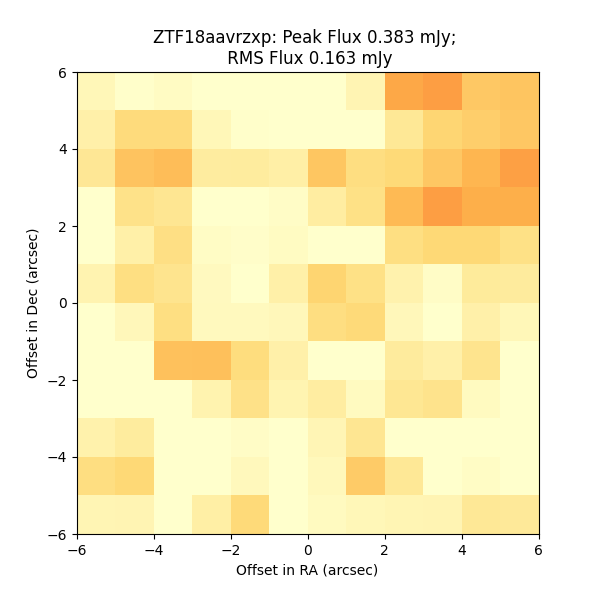 ZTF18aavrzxp: Peak Flux 0.383 mJy;
RMS Flux 0.163 mJy
6
4
2
0
−2
−4
−6
Offset in Dec (arcsec)
−6 −4 −2 0 2 4 6
Offset in RA (arcsec)